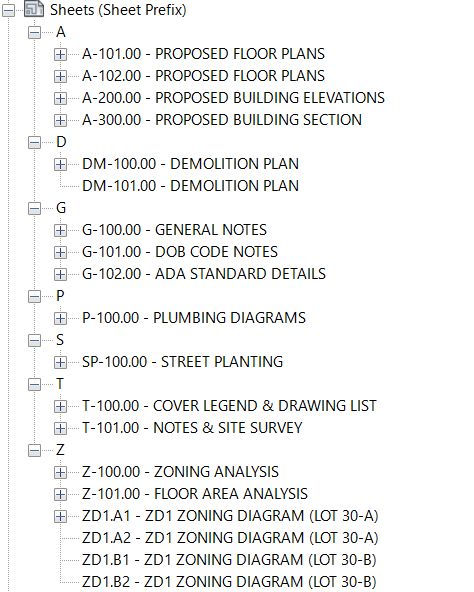 Sheets (Sheet Prefix)
A
A-101.00 - PROPOSED FLOOR PLANS
A-102.00 - PROPOSED FLOOR PLANS
A-200.00 - PROPOSED BUILDING ELEVATIONS
A-300.00 - PROPOSED BUILDING SECTION
D
DM-100.00 - DEMOLITION PLAN
DM-101.00 - DEMOLITION PLAN
G
G-100.00 - GENERAL NOTES
G-101.00 - DOB CODE NOTES
G-102.00 - ADA STANDARD DETAILS
P
P-100.00 - PLUMBING DIAGRAMS
S
SP-100.00 - STREET PLANTING
T
T-100.00 - COVER LEGEND & DRAWING LIST
T-101.00 - NOTES & SITE SURVEY
Z
Z-100.00 - ZONING ANALYSIS
Z-101.00 - FLOOR AREA ANALYSIS
ZD1.A1 - ZD1 ZONING DIAGRAM (LOT 30-A)
ZD1.A2 - ZD1 ZONING DIAGRAM (LOT 30-A)
ZD1.B1 - ZD1 ZONING DIAGRAM (LOT 30-B)
ZD1.B2 - ZD1 ZONING DIAGRAM (LOT 30-B)